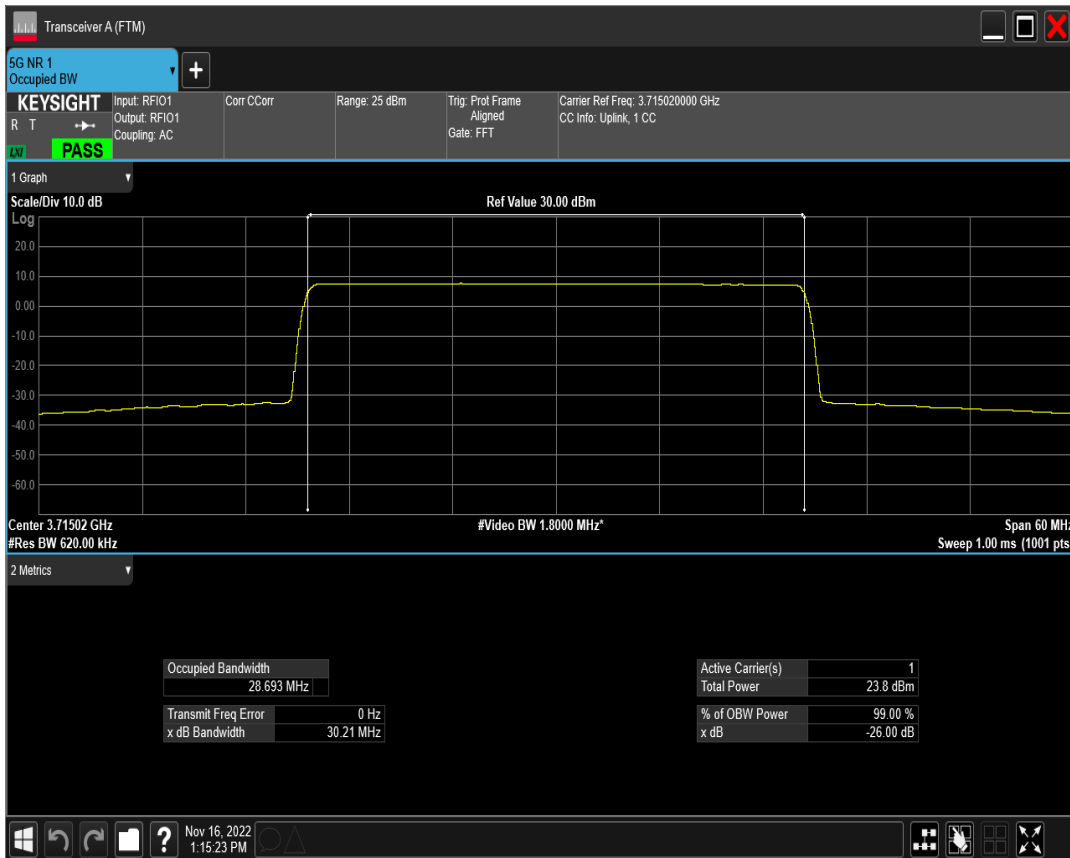 Transceiver A (FTM)
5G NR 1
Occupied BW
+
KEYSIGHT
R T
LXI
PASS
Input: RFIO1
Output: RFIO1
Coupling: AC
Corr CCorr
Range: 25 dBm
Trig: Prot Frame
Aligned
Gate: FFT
Carrier Ref Freq: 3.715020000 GHz
CC Info: Uplink, 1 CC
1 Graph
Scale/Div 10.0 dB
Ref Value 30.00 dBm
Log
20.0
10.0
0.00
-10.0
-20.0
-30.0
-40.0
-50.0
-60.0
Center 3.71502 GHz
#Video BW 1.8000 MHz*
Span 60 MHz
#Res BW 620.00 kHz
Sweep 1.00 ms (1001 pts
2 Metrics
Occupied Bandwidth
28.693 MHz
Transmit Freq Error 0 Hz
x dB Bandwidth 30.21 MHz
Active Carrier(s) 1
Total Power 23.8 dBm
% of OBW Power 99.00 %
x dB -26.00 dB
?
Nov 16, 2022
1:15:23 PM